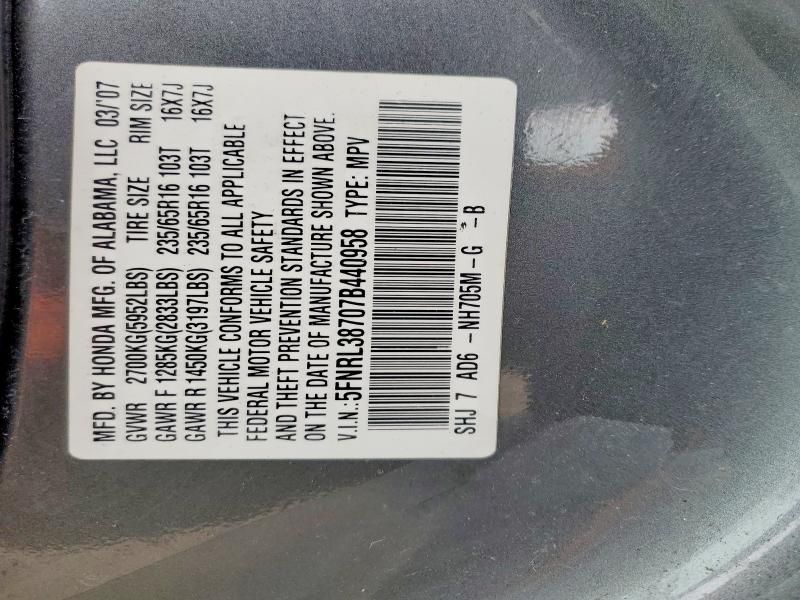 MFD. BY HONDA MFG. OF ALABAMA, LLC 03/'07
GVWR 2700KG(5952LBS) TIRE SIZE RIM SIZE
GAWR F 1285KG(2833LBS) 235/65R16 103T 16X7J
GAWR R 1450KG(3197LBS) 235/65R16 103T 16X7J
THIS VEHICLE CONFORMS TO ALL APPLICABLE
FEDERAL MOTOR VEHICLE SAFETY
AND THEFT PREVENTION STANDARDS IN EFFECT
ON THE DATE OF MANUFACTURE SHOWN ABOVE.
V.I.N.:5FNRL38707B440958 TYPE: MPV
SHJ 7 AD6 -NH705M-G -B